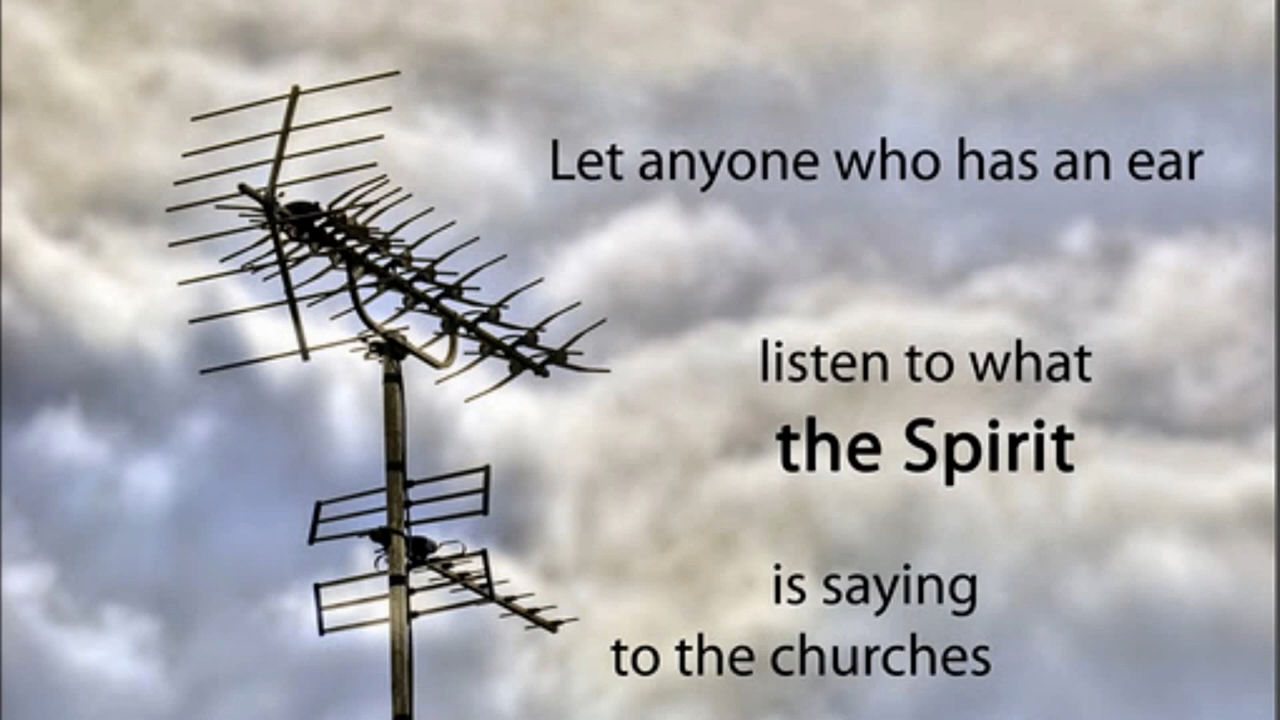 Let anyone who has an ear
listen to what
the Spirit
is saying
to the churches